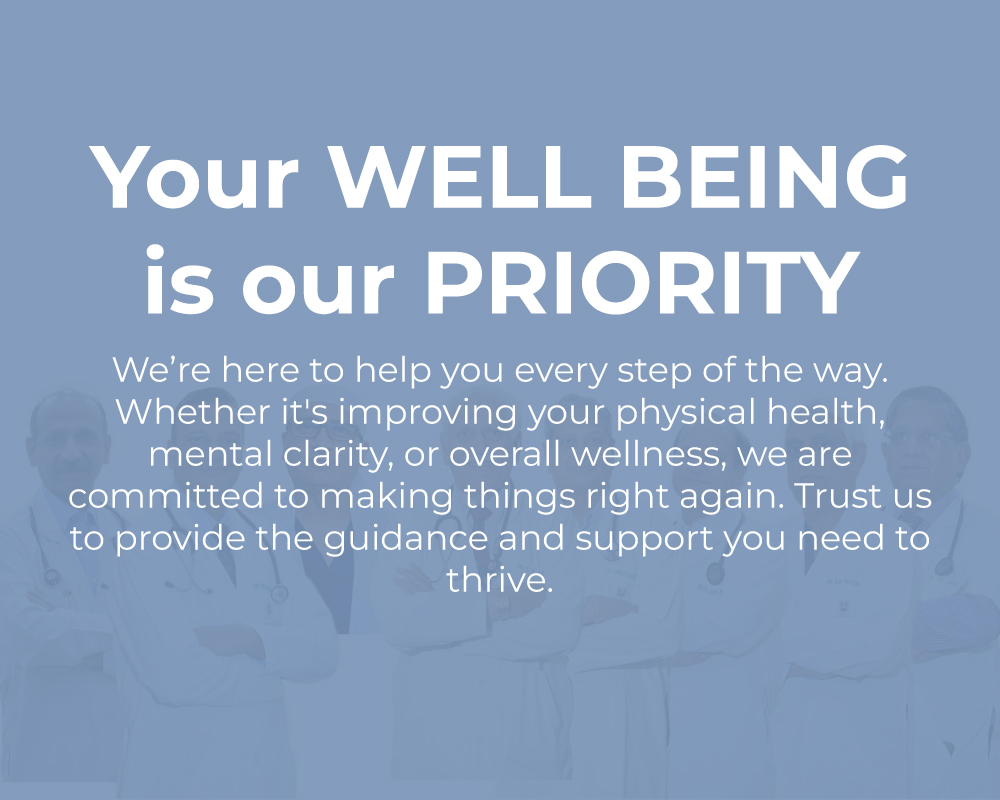 Your WELL BEING
is our PRIORITY
We’re here to help you every step of the way.
Whether it's improving your physical health,
mental clarity, or overall wellness, we are
committed to making things right again. Trust us
to provide the guidance and support you need to
thrive.